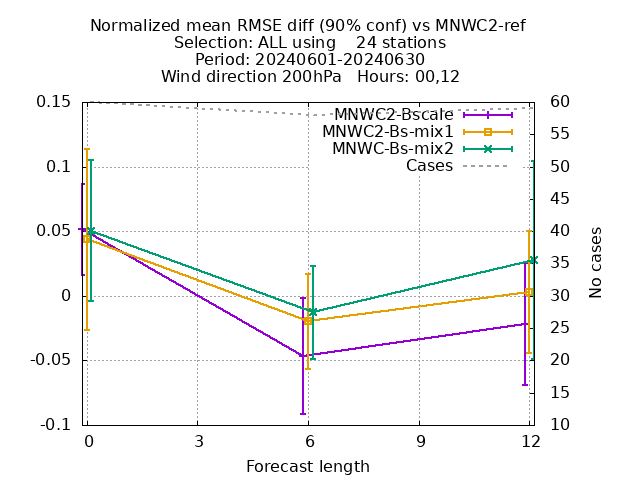 Normalized mean RMSE diff (90% conf) vs MNWC2-ref
Selection: ALL using    24 stations
Period: 20240601-20240630
Wind direction 200hPa   Hours: 00,12
MNWC2-Bscale
MNWC2-Bs-mix1
MNWC-Bs-mix2
Cases
0.15
0.1
0.05
0
-0.05
-0.1
60
55
50
45
40
35
30
25
20
15
10
No cases
0
3
6
9
12
Forecast length